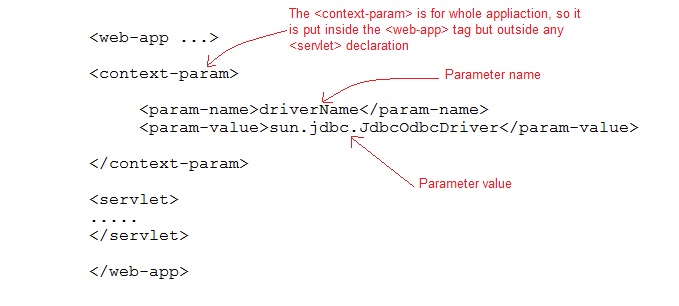 The <context-param> is for whole appliaction, so it
is put inside the <web-app> tag but outside any
<servlet> declaration
<web-app ...>
<context-param>
Parameter name
<param-name>driverName</param-name>
<param-value>sun.jdbc.JdbcOdbcDriver</param-value>
</context-param>
Parameter value
<servlet>
.....
</servlet>
</web-app>